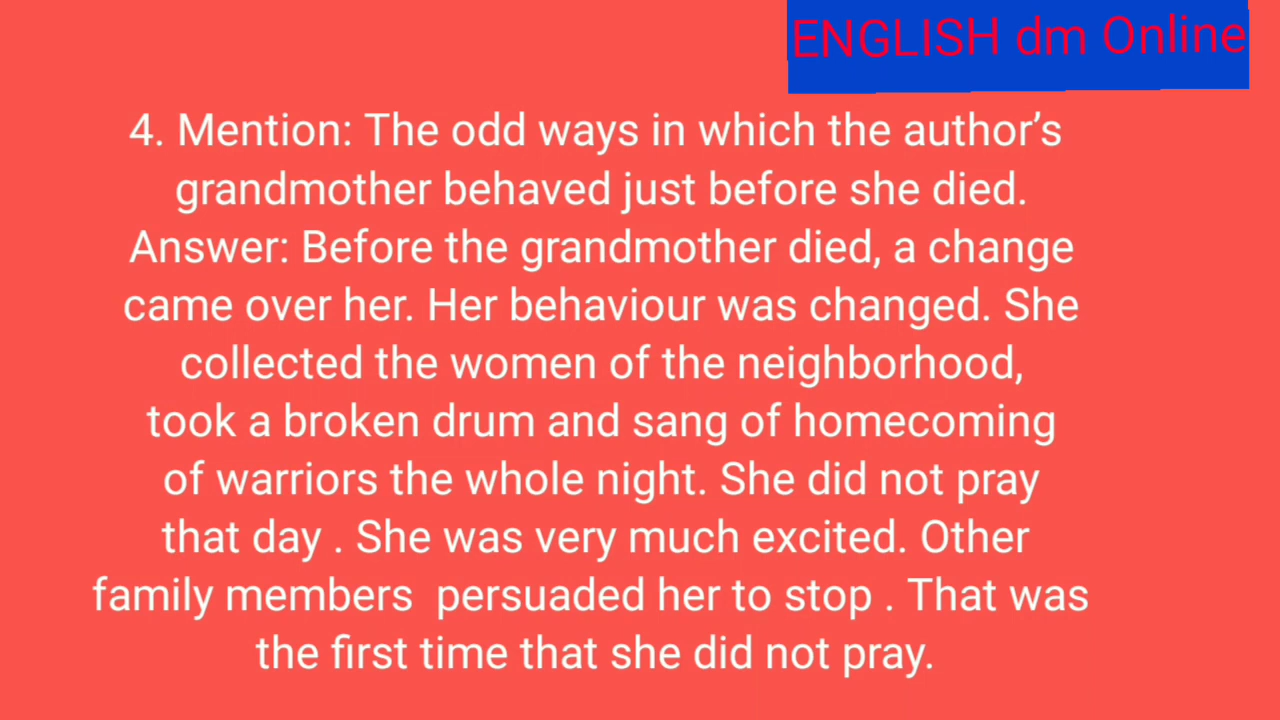 ENGLISH dm Online
4. Mention: The odd ways in which the author’s
grandmother behaved just before she died.
Answer: Before the grandmother died, a change
came over her. Her behaviour was changed. She
collected the women of the neighborhood,
took a broken drum and sang of homecoming
of warriors the whole night. She did not pray
that day . She was very much excited. Other
family members  persuaded her to stop . That was
the first time that she did not pray.